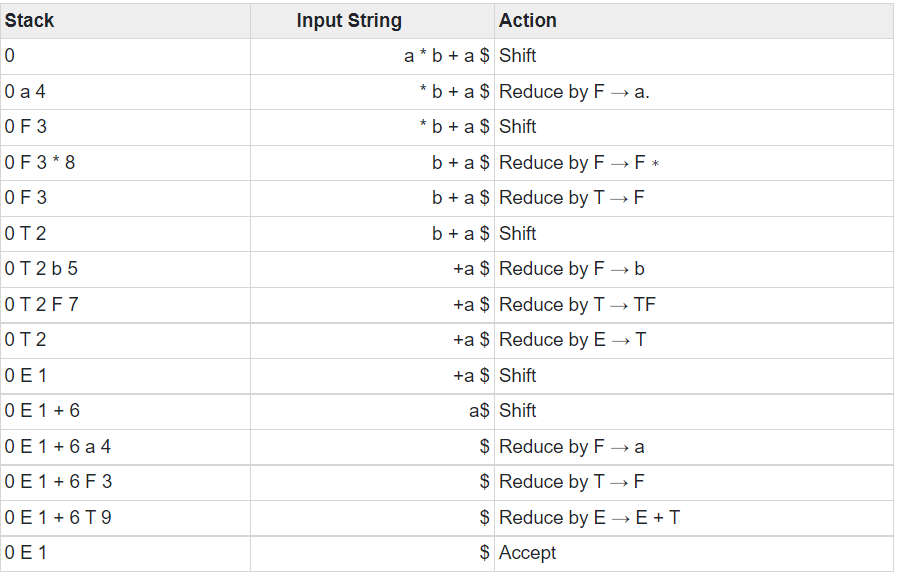 Stack Input String Action
0 a * b + a $ Shift
0 a 4 * b + a $ Reduce by F → a.
0 F 3 * b + a $ Shift
0 F 3 * 8 b + a $ Reduce by F → F *
0 F 3 b + a $ Reduce by T → F
0 T 2 b + a $ Shift
0 T 2 b 5 +a $ Reduce by F → b
0 T 2 F 7 +a $ Reduce by T → TF
0 T 2 +a $ Reduce by E → T
0 E 1 +a $ Shift
0 E 1 + 6 a$ Shift
0 E 1 + 6 a 4 $ Reduce by F → a
0 E 1 + 6 F 3 $ Reduce by T → F
0 E 1 + 6 T 9 $ Reduce by E → E + T
0 E 1 $ Accept